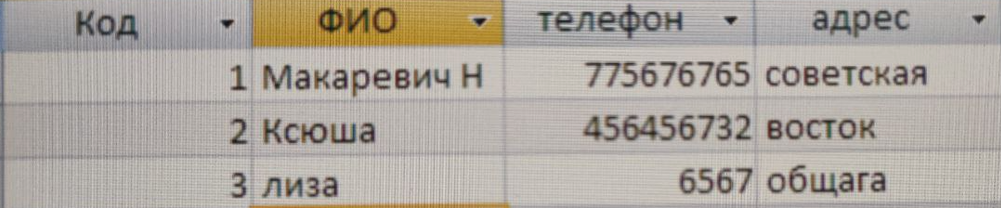 Код ФИО телефон адрес
1 Макаревич Н 775676765 советская
2 Ксюша 456456732 восток
3 лиза 6567 общага